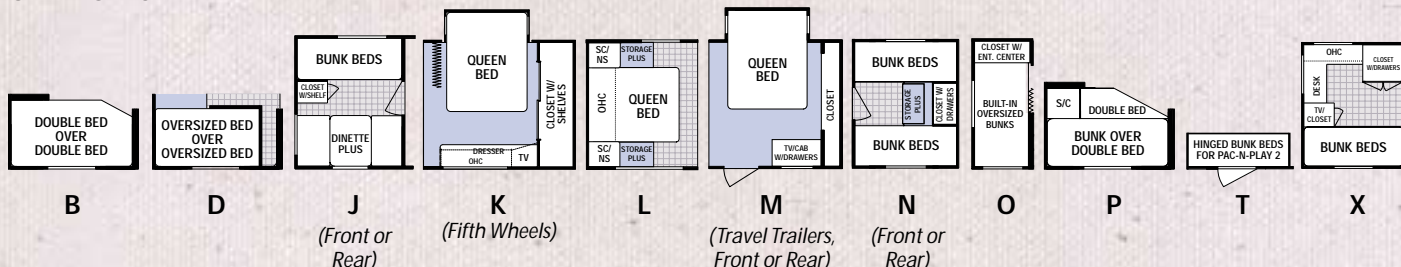 DOUBLE BED
OVER
DOUBLE BED
B
OVERSIZED BED
OVER
OVERSIZED BED
D
BUNK BEDS
CLOSET
W/SHELF
DINETTE
PLUS
J
(Front or
Rear)
QUEEN
BED
CLOSET W/
SHELVES
DRESSER
OHC
TV
K
(Fifth Wheels)
SC/
NS
STORAGE
PLUS
OHC
QUEEN
BED
SC/
NS
STORAGE
PLUS
L
QUEEN
BED
CLOSET
TV/CAB
W/DRAWERS
M
(Travel Trailers,
Front or Rear)
BUNK BEDS
STORAGE
PLUS
CLOSET W/
DRAWERS
BUNK BEDS
N
(Front or
Rear)
CLOSET W/
ENT. CENTER
BUILT-IN
OVERSIZED
BUNKS
O
S/C
DOUBLE BED
BUNK OVER
DOUBLE BED
P
HINGED BUNK BEDS
FOR PAC-N-PLAY 2
T
OHC
CLOSET
W/DRAWERS
DESK
TV/
CLOSET
BUNK BEDS
X